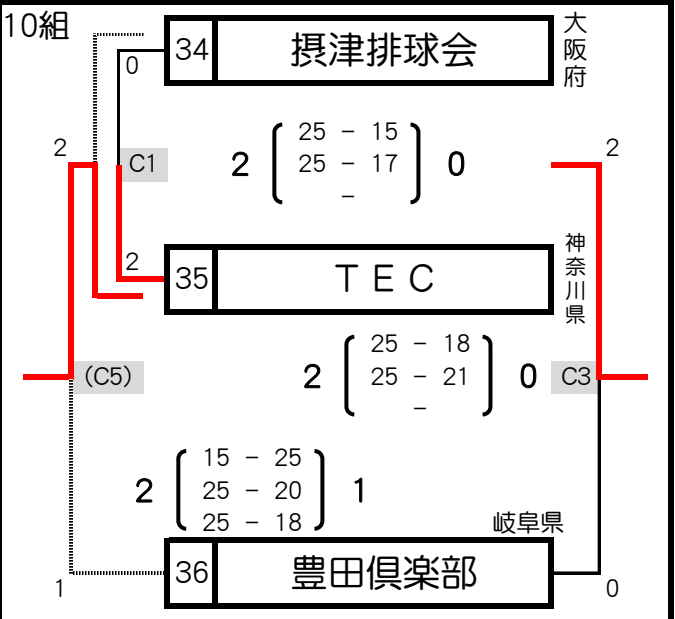 10組
34 摂津排球会 大阪府
0
25 - 15
2 C1 2 25 - 17 0 2
-
2
35 TEC 神奈川県
25 - 18
(C5) 2 25 - 21 0 C3
-
15 - 25
2 25 - 20 1
25 - 18 岐阜県
36 豊田倶楽部
1 0